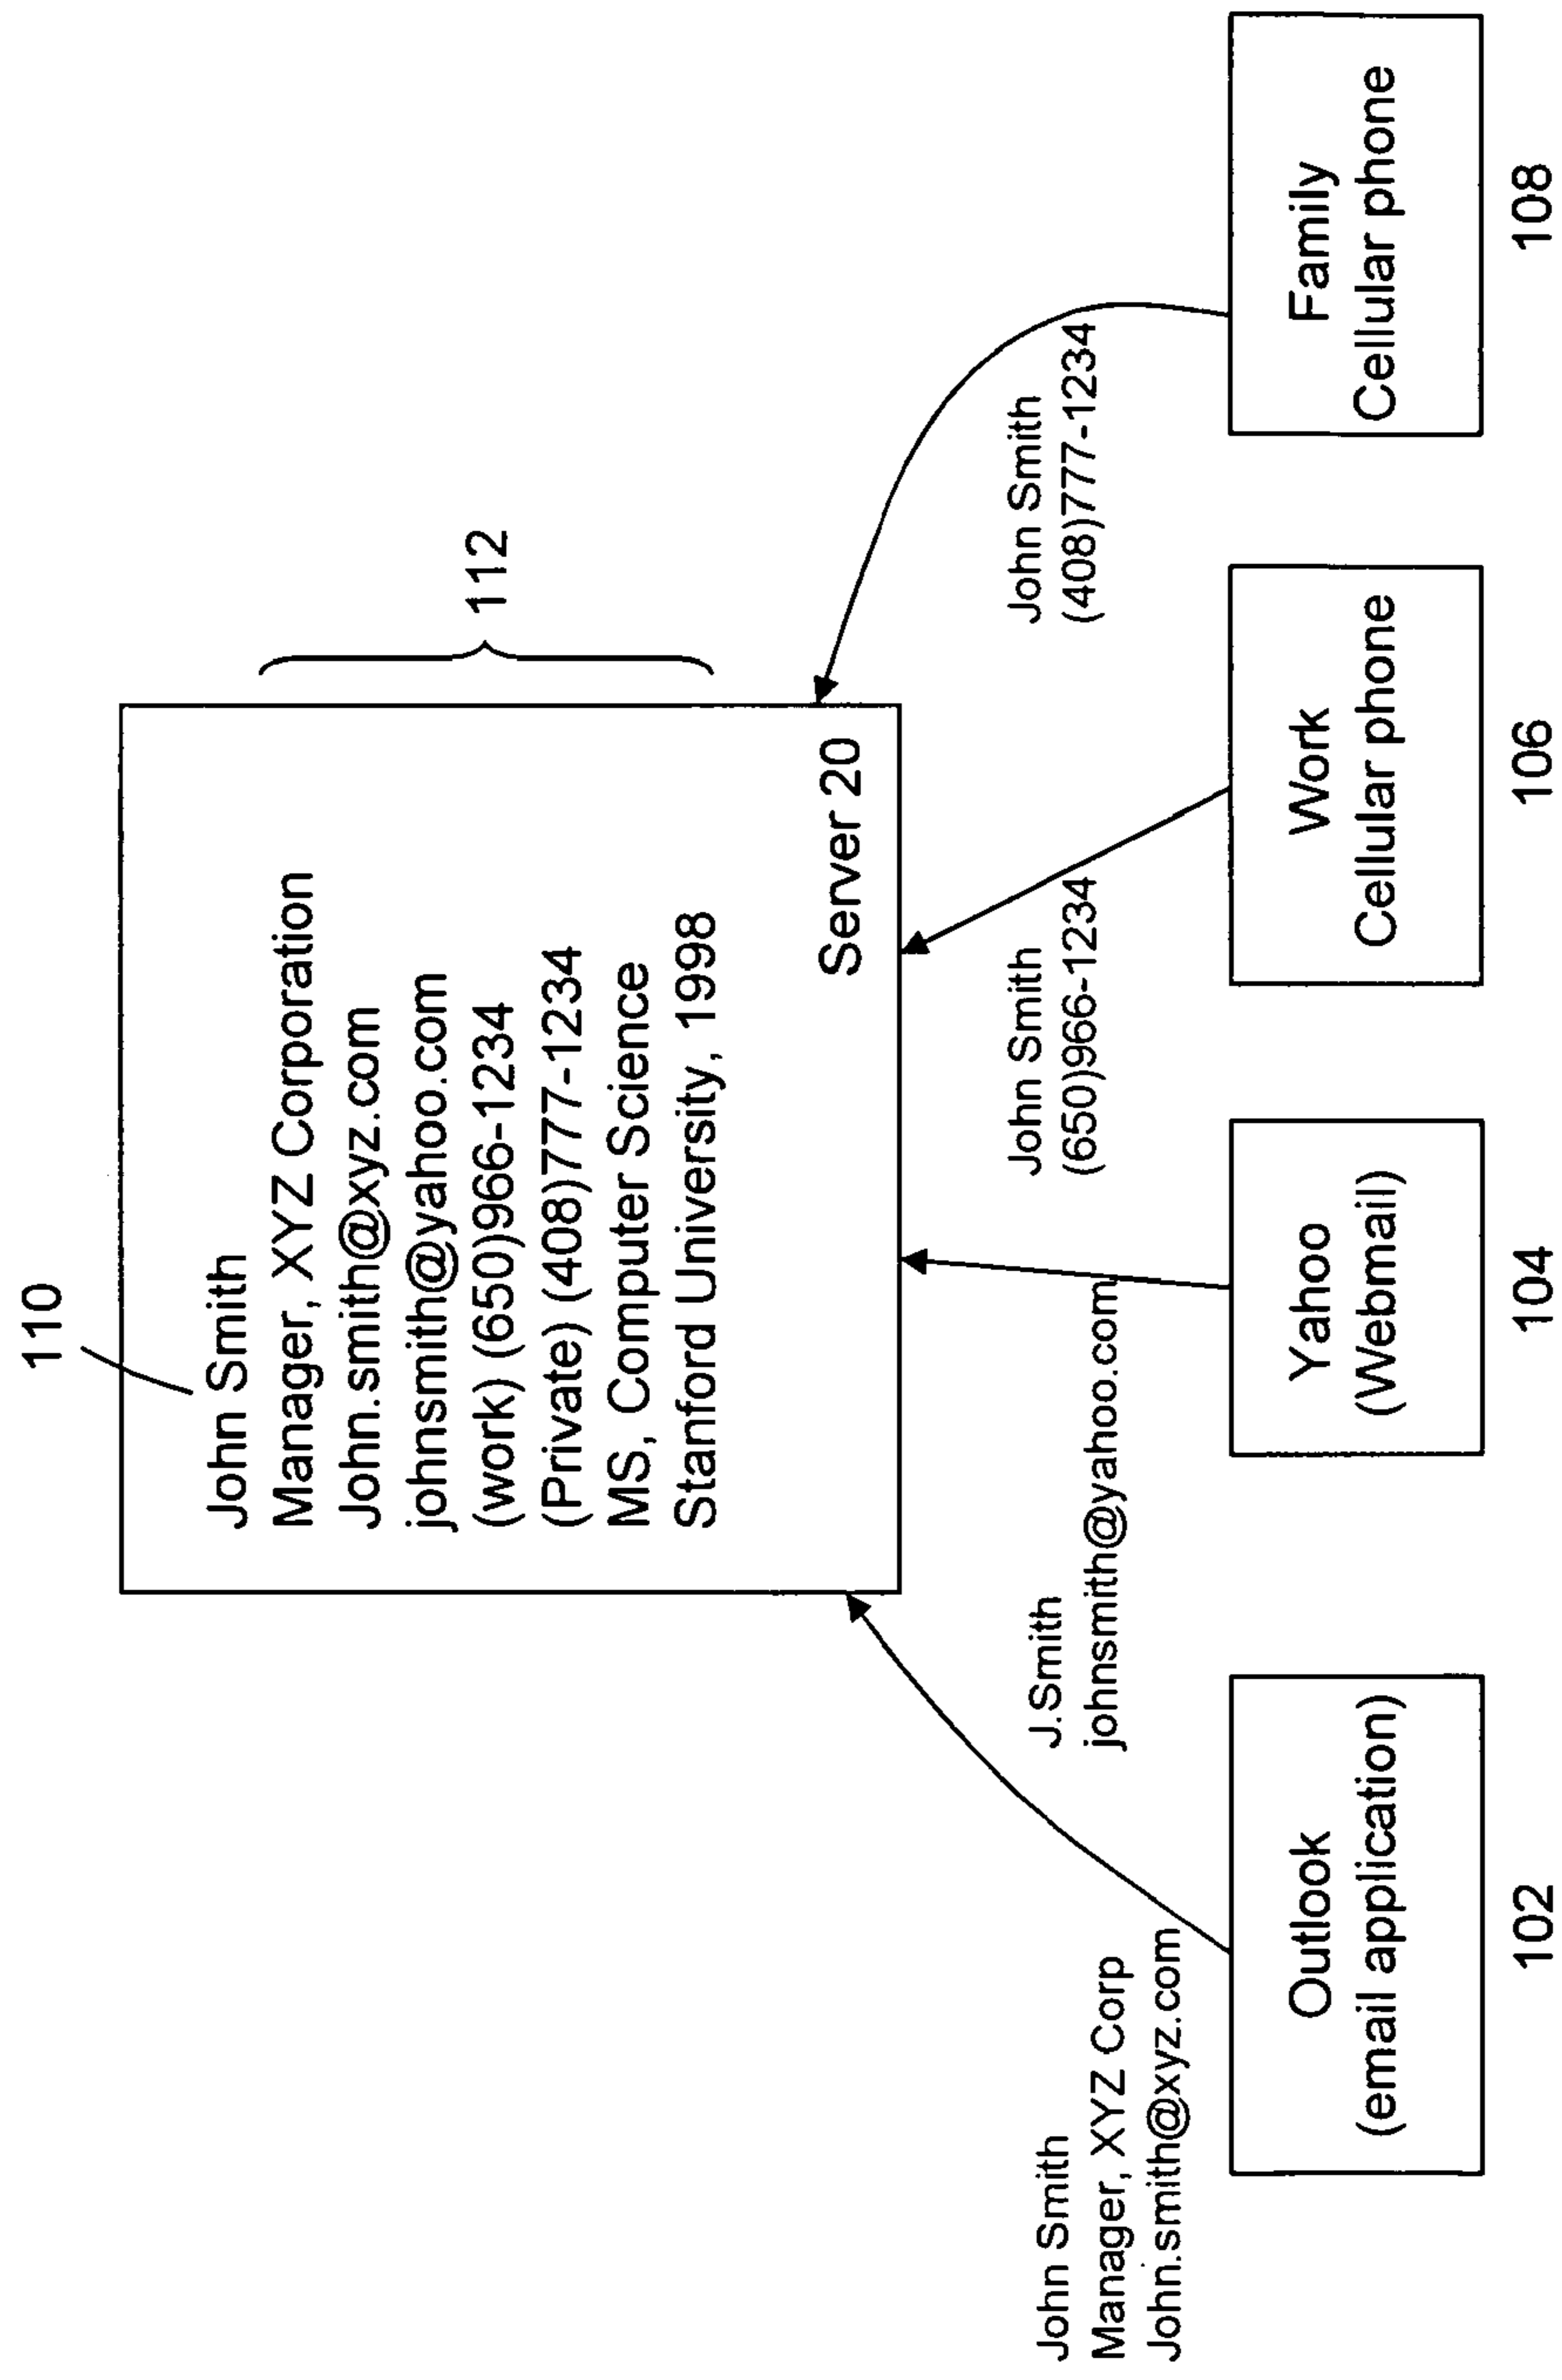 110
John Smith
Manager, XYZ Corporation
John.smith@xyz.com
johnsmith@yahoo.com
(work) (650)966-1234
(Private) (408)777-1234
MS, Computer Science
Stanford University, 1998
Server 20
112
John Smith
Manager, XYZ Corp
John.smith@xyz.com
J.Smith
johnsmith@yahoo.com
John Smith
(650)966-1234
John Smith
(408)777-1234
Outlook
(email application)
102
Yahoo
(Webmail)
104
Work
Cellular phone
106
Family
Cellular phone
108